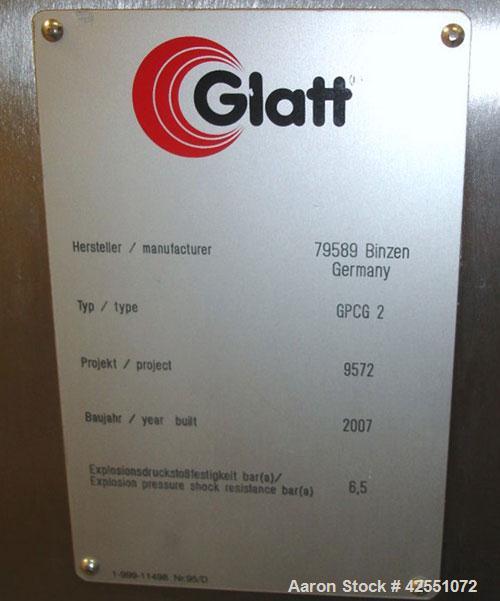 Glatt
Hersteller / manufacturer 79589 Binzen
Germany
Typ / type GPCG 2
Projekt / project 9572
Baujahr / year built 2007
Explosionsdruckstoßfestigkeit bar(a)/
Explosion pressure shock resistance bar(a) 6,5
1-999-11498 Nr.95/D
Aaron Stock # 42551072